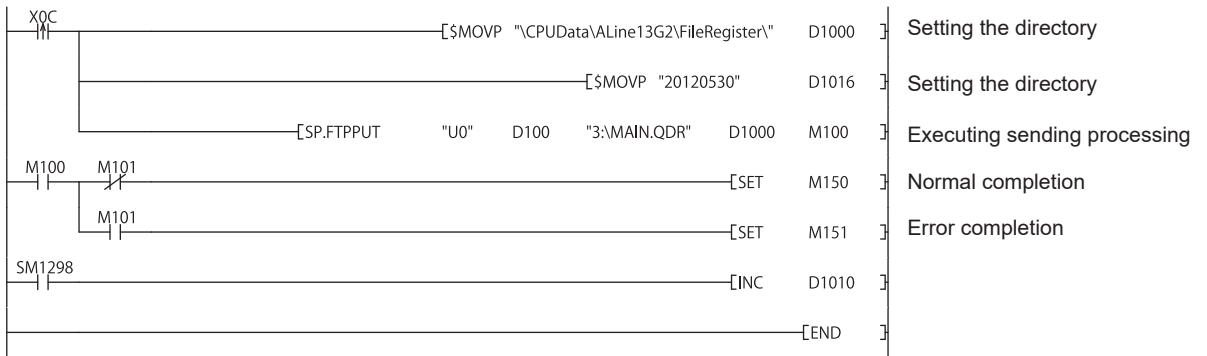 X0C [$MOVP "\CPUData\ALine13G2\FileRegister\" D1000 ] Setting the directory
[$MOVP "20120530" D1016 ] Setting the directory
[SP.FTPPUT "U0" D100 "3:\MAIN.QDR" D1000 M100 ] Executing sending processing
M100 M101 [SET M150 ] Normal completion
M101 [SET M151 ] Error completion
SM1298 [INC D1010 ]
[END ]